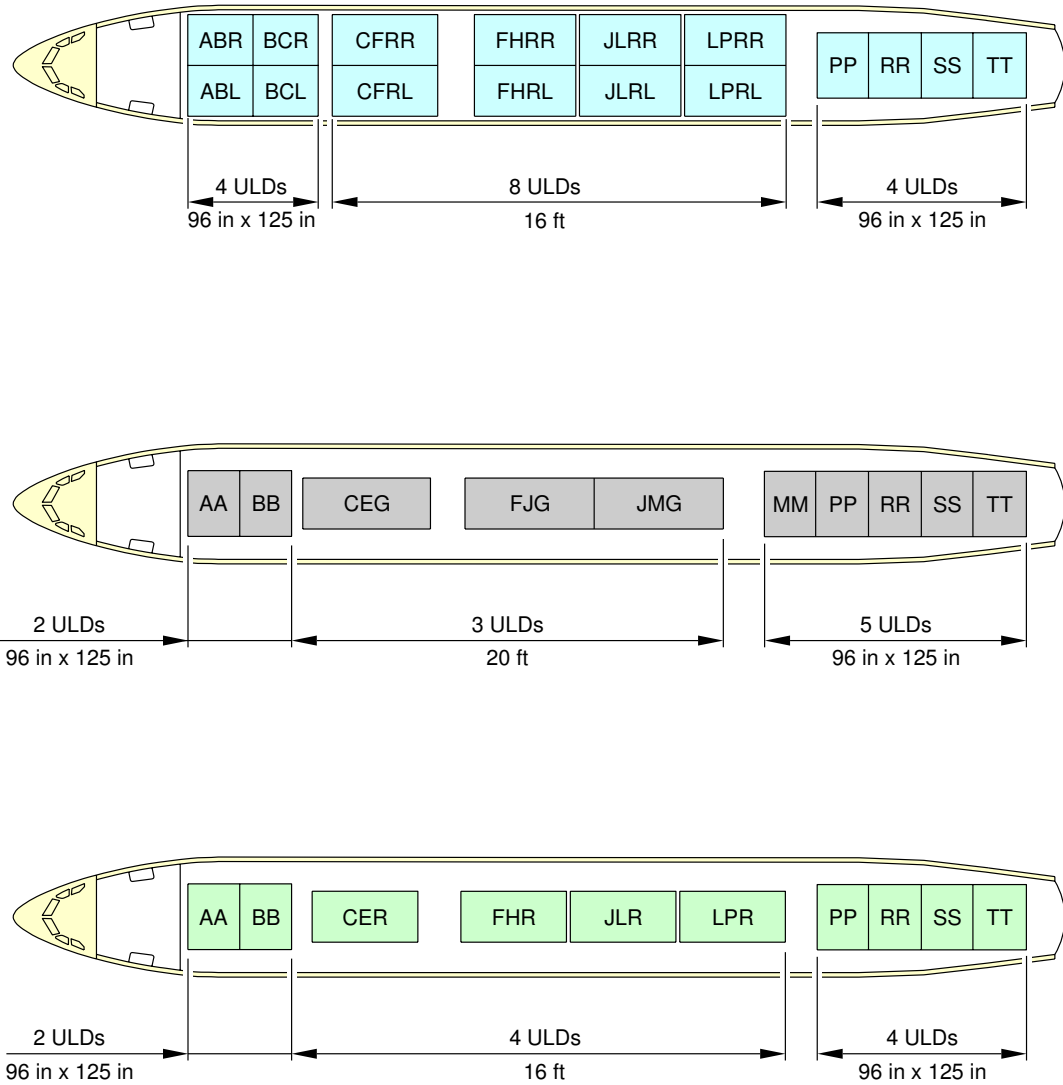 ABR BCR CFRR FHRR JLRR LPRR
PP RR SS TT
ABL BCL CFRL FHRL JLRL LPRL
4 ULDs 8 ULDs 4 ULDs
96 in x 125 in 16 ft 96 in x 125 in
AA BB CEG FJG JMG MM PP RR SS TT
2 ULDs 3 ULDs 5 ULDs
96 in x 125 in 20 ft 96 in x 125 in
AA BB CER FHR JLR LPR PP RR SS TT
2 ULDs 4 ULDs 4 ULDs
96 in x 125 in 16 ft 96 in x 125 in